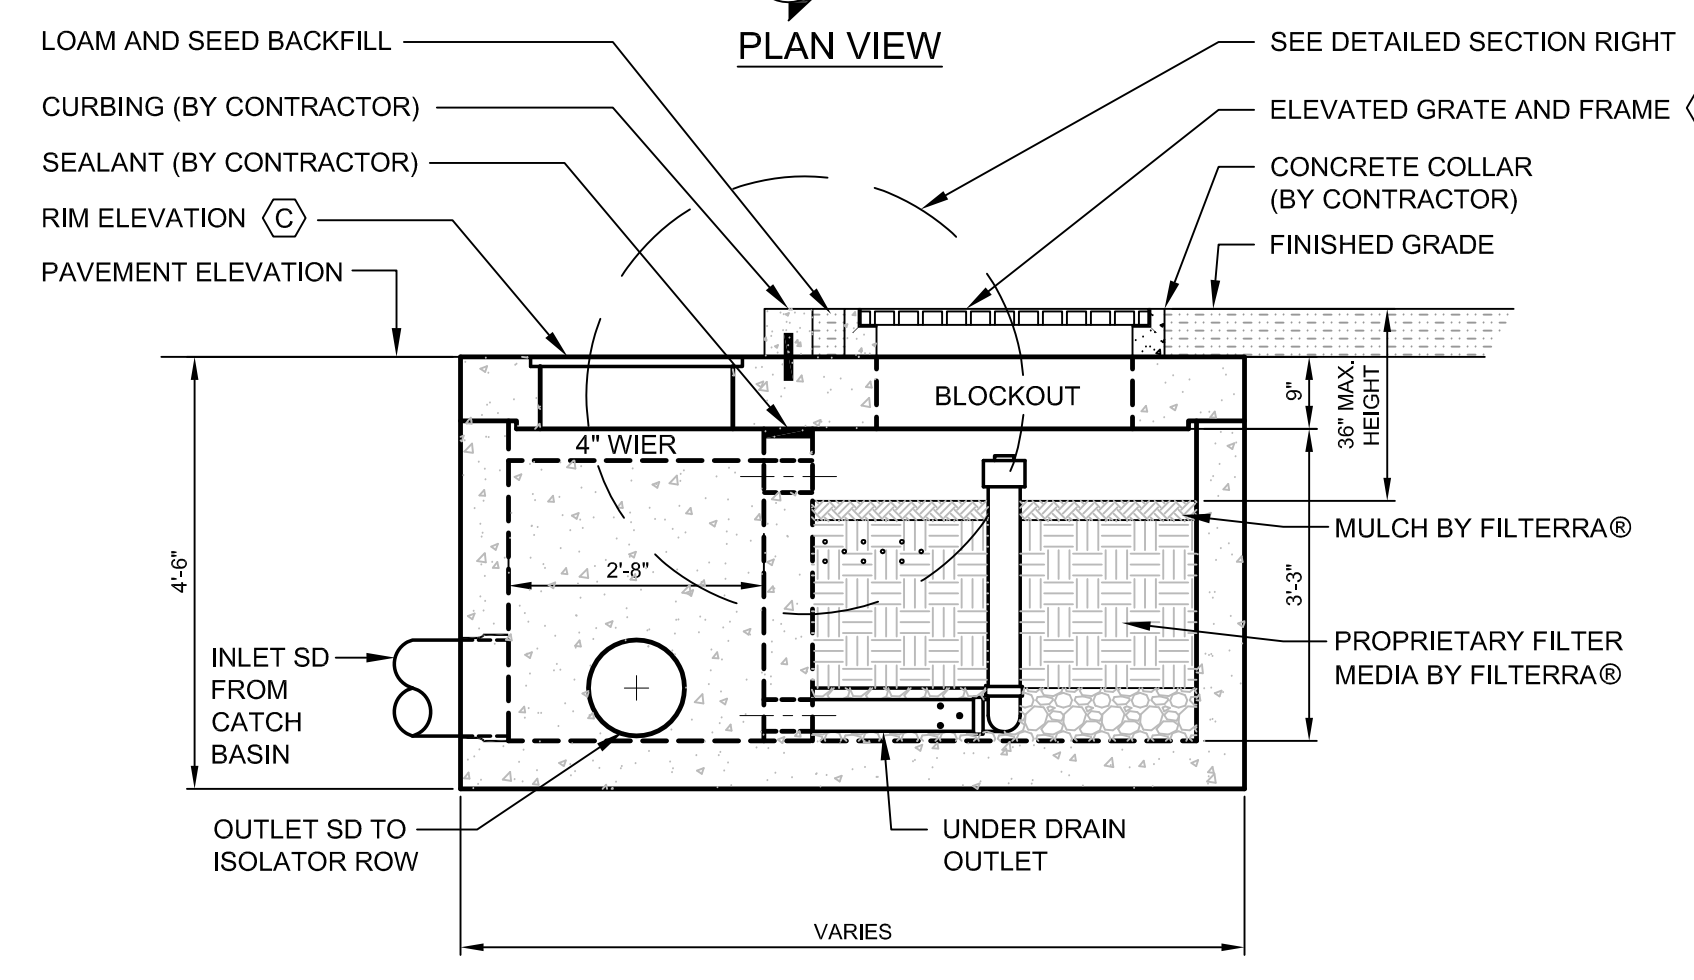 PLAN VIEW
LOAM AND SEED BACKFILL
CURBING (BY CONTRACTOR)
SEALANT (BY CONTRACTOR)
RIM ELEVATION C
PAVEMENT ELEVATION
SEE DETAILED SECTION RIGHT
ELEVATED GRATE AND FRAME
CONCRETE COLLAR
(BY CONTRACTOR)
FINISHED GRADE
BLOCKOUT
4" WIER
9"
36" MAX.
HEIGHT
4'-6"
2'-8"
3'-3"
MULCH BY FILTERRA®
PROPRIETARY FILTER
MEDIA BY FILTERRA®
INLET SD
FROM
CATCH
BASIN
OUTLET SD TO
ISOLATOR ROW
UNDER DRAIN
OUTLET
VARIES